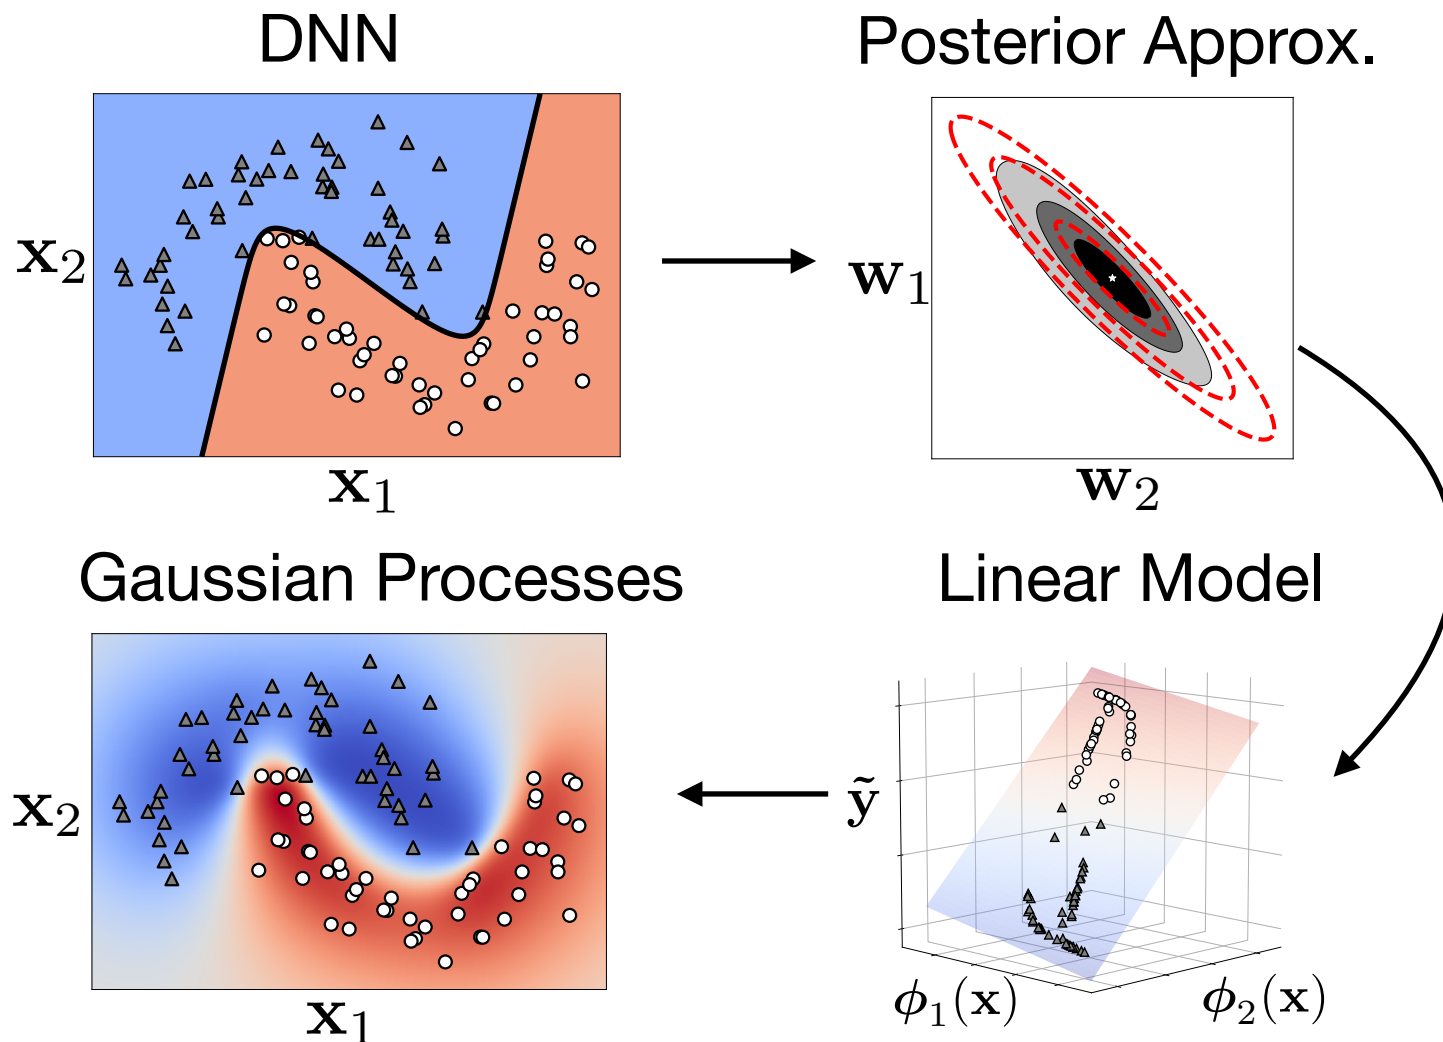 DNN
Posterior Approx.
x₂
w₁
x₁
w₂
Gaussian Processes
Linear Model
x₂
ỹ
x₁
ϕ₁(x)
ϕ₂(x)